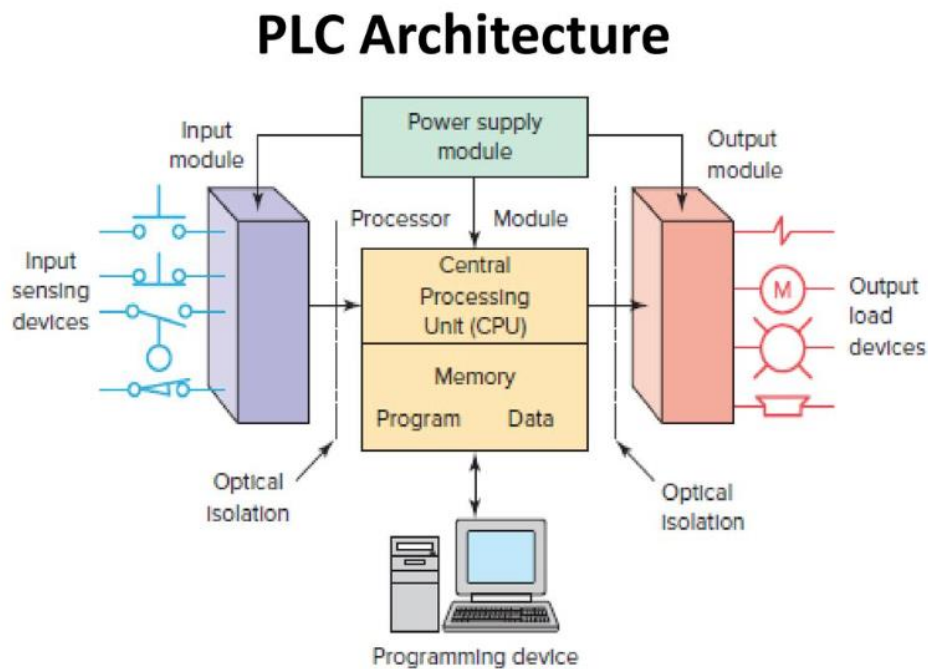 PLC Architecture
Power supply
module
Input
module
Output
module
Processor Module
Input
sensing
devices
Central
Processing
Unit (CPU)
Memory
Program Data
M
Output
load
devices
Optical
isolation
Optical
isolation
Programming device